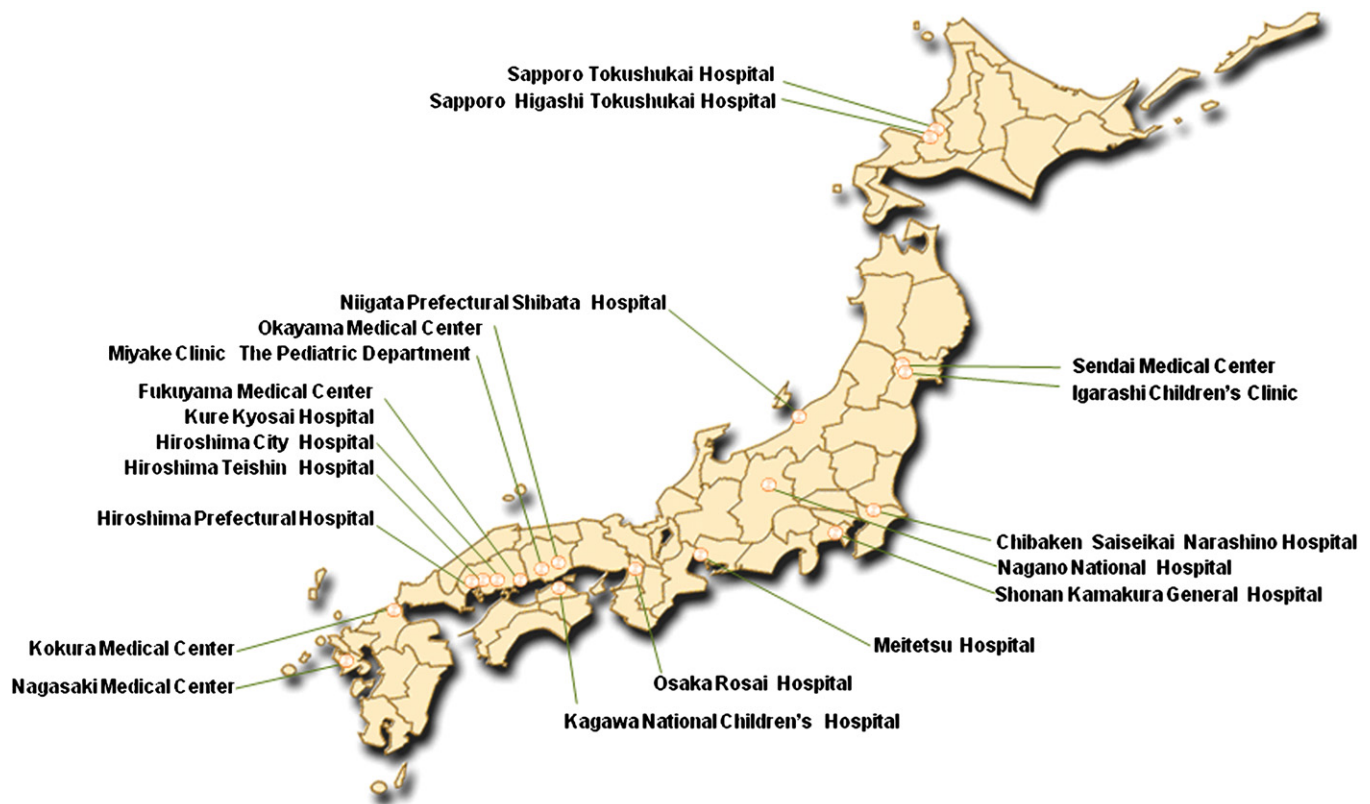 Sapporo Tokushukai Hospital
Sapporo Higashi Tokushukai Hospital
Niigata Prefectural Shibata Hospital
Okayama Medical Center
Miyake Clinic The Pediatric Department
Fukuyama Medical Center
Kure Kyosai Hospital
Hiroshima City Hospital
Hiroshima Teishin Hospital
Hiroshima Prefectural Hospital
Sendai Medical Center
Igarashi Children's Clinic
Chibaken Saiseikai Narashino Hospital
Nagano National Hospital
Shonan Kamakura General Hospital
Meitetsu Hospital
Kokura Medical Center
Nagasaki Medical Center
Osaka Rosai Hospital
Kagawa National Children's Hospital